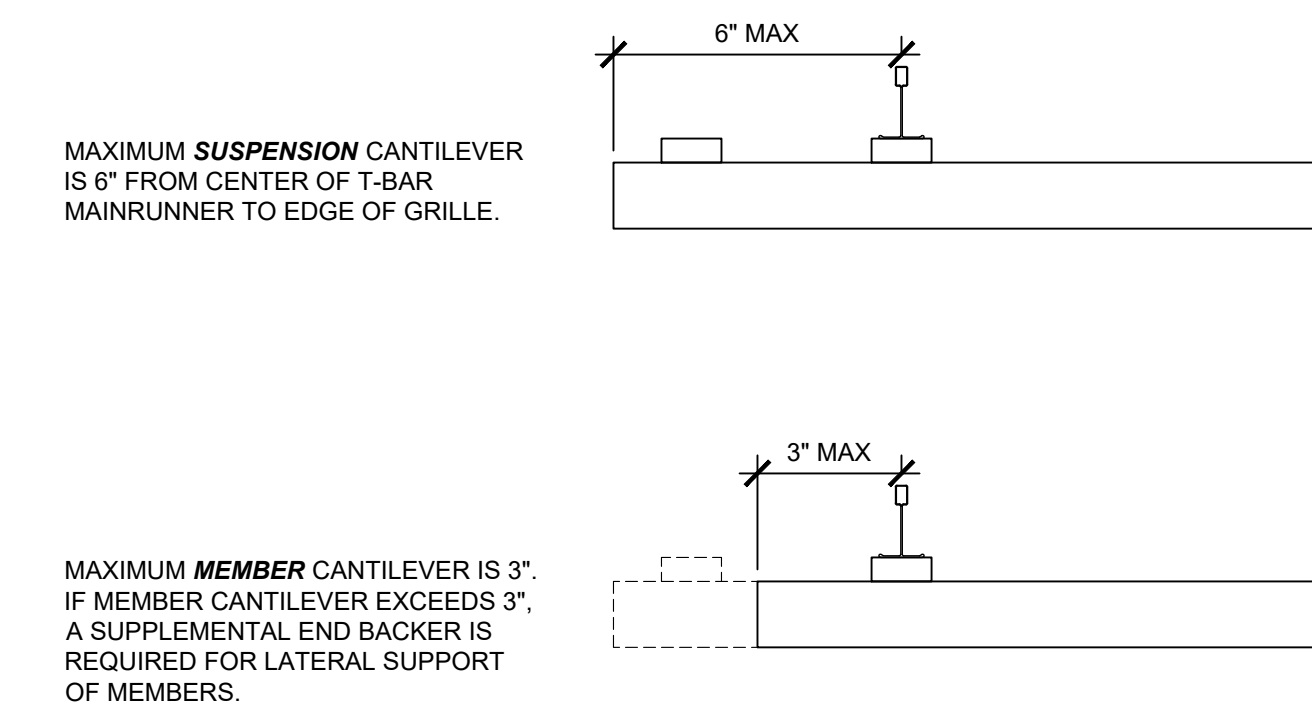 6" MAX
MAXIMUM SUSPENSION CANTILEVER
IS 6" FROM CENTER OF T-BAR
MAINRUNNER TO EDGE OF GRILLE.
3" MAX
MAXIMUM MEMBER CANTILEVER IS 3".
IF MEMBER CANTILEVER EXCEEDS 3",
A SUPPLEMENTAL END BACKER IS
REQUIRED FOR LATERAL SUPPORT
OF MEMBERS.